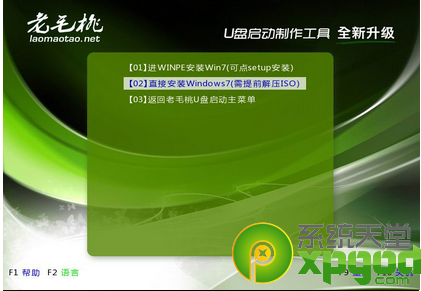 老毛桃
laomaotao.net
U盘启动制作工具 全新升级
【01】进WINPE安装Win7(可点setup安装)
【02】直接安装Windows7(需提前解压ISO)
【03】返回老毛桃U盘启动主菜单
系统天堂
xpgod
F1 帮助 F2 语言